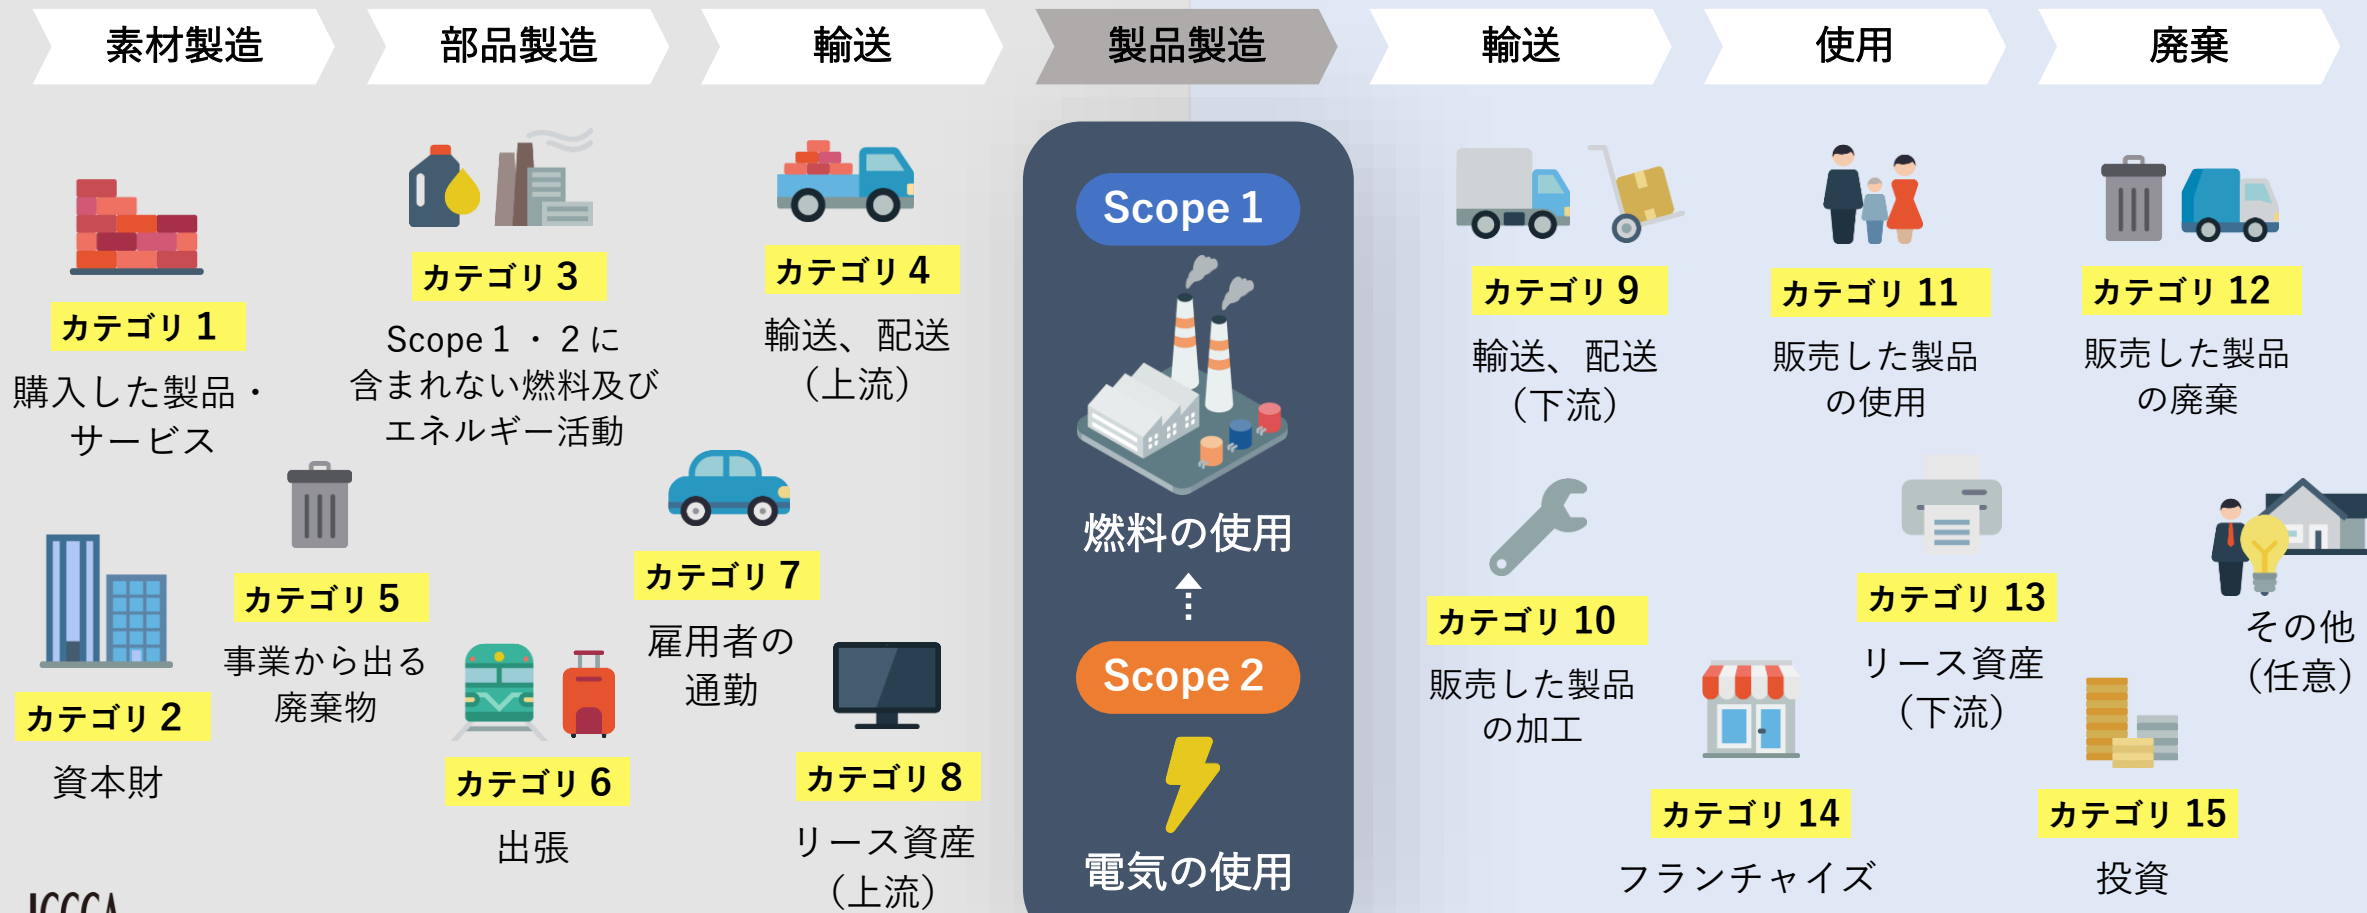 素材製造
部品製造
輸送
製品製造
輸送
使用
廃棄
カテゴリ 1
購入した製品・
サービス
カテゴリ 2
資本財
カテゴリ 3
Scope 1 ・ 2 に
含まれない燃料及び
エネルギー活動
カテゴリ 4
輸送、配送
（上流）
カテゴリ 5
事業から出る
廃棄物
カテゴリ 6
出張
カテゴリ 7
雇用者の
通勤
カテゴリ 8
リース資産
（上流）
Scope 1
燃料の使用
Scope 2
電気の使用
カテゴリ 9
輸送、配送
（下流）
カテゴリ 10
販売した製品
の加工
カテゴリ 11
販売した製品
の使用
カテゴリ 12
販売した製品
の廃棄
カテゴリ 13
リース資産
（下流）
カテゴリ 14
フランチャイズ
カテゴリ 15
投資
その他
（任意）
JCCCA